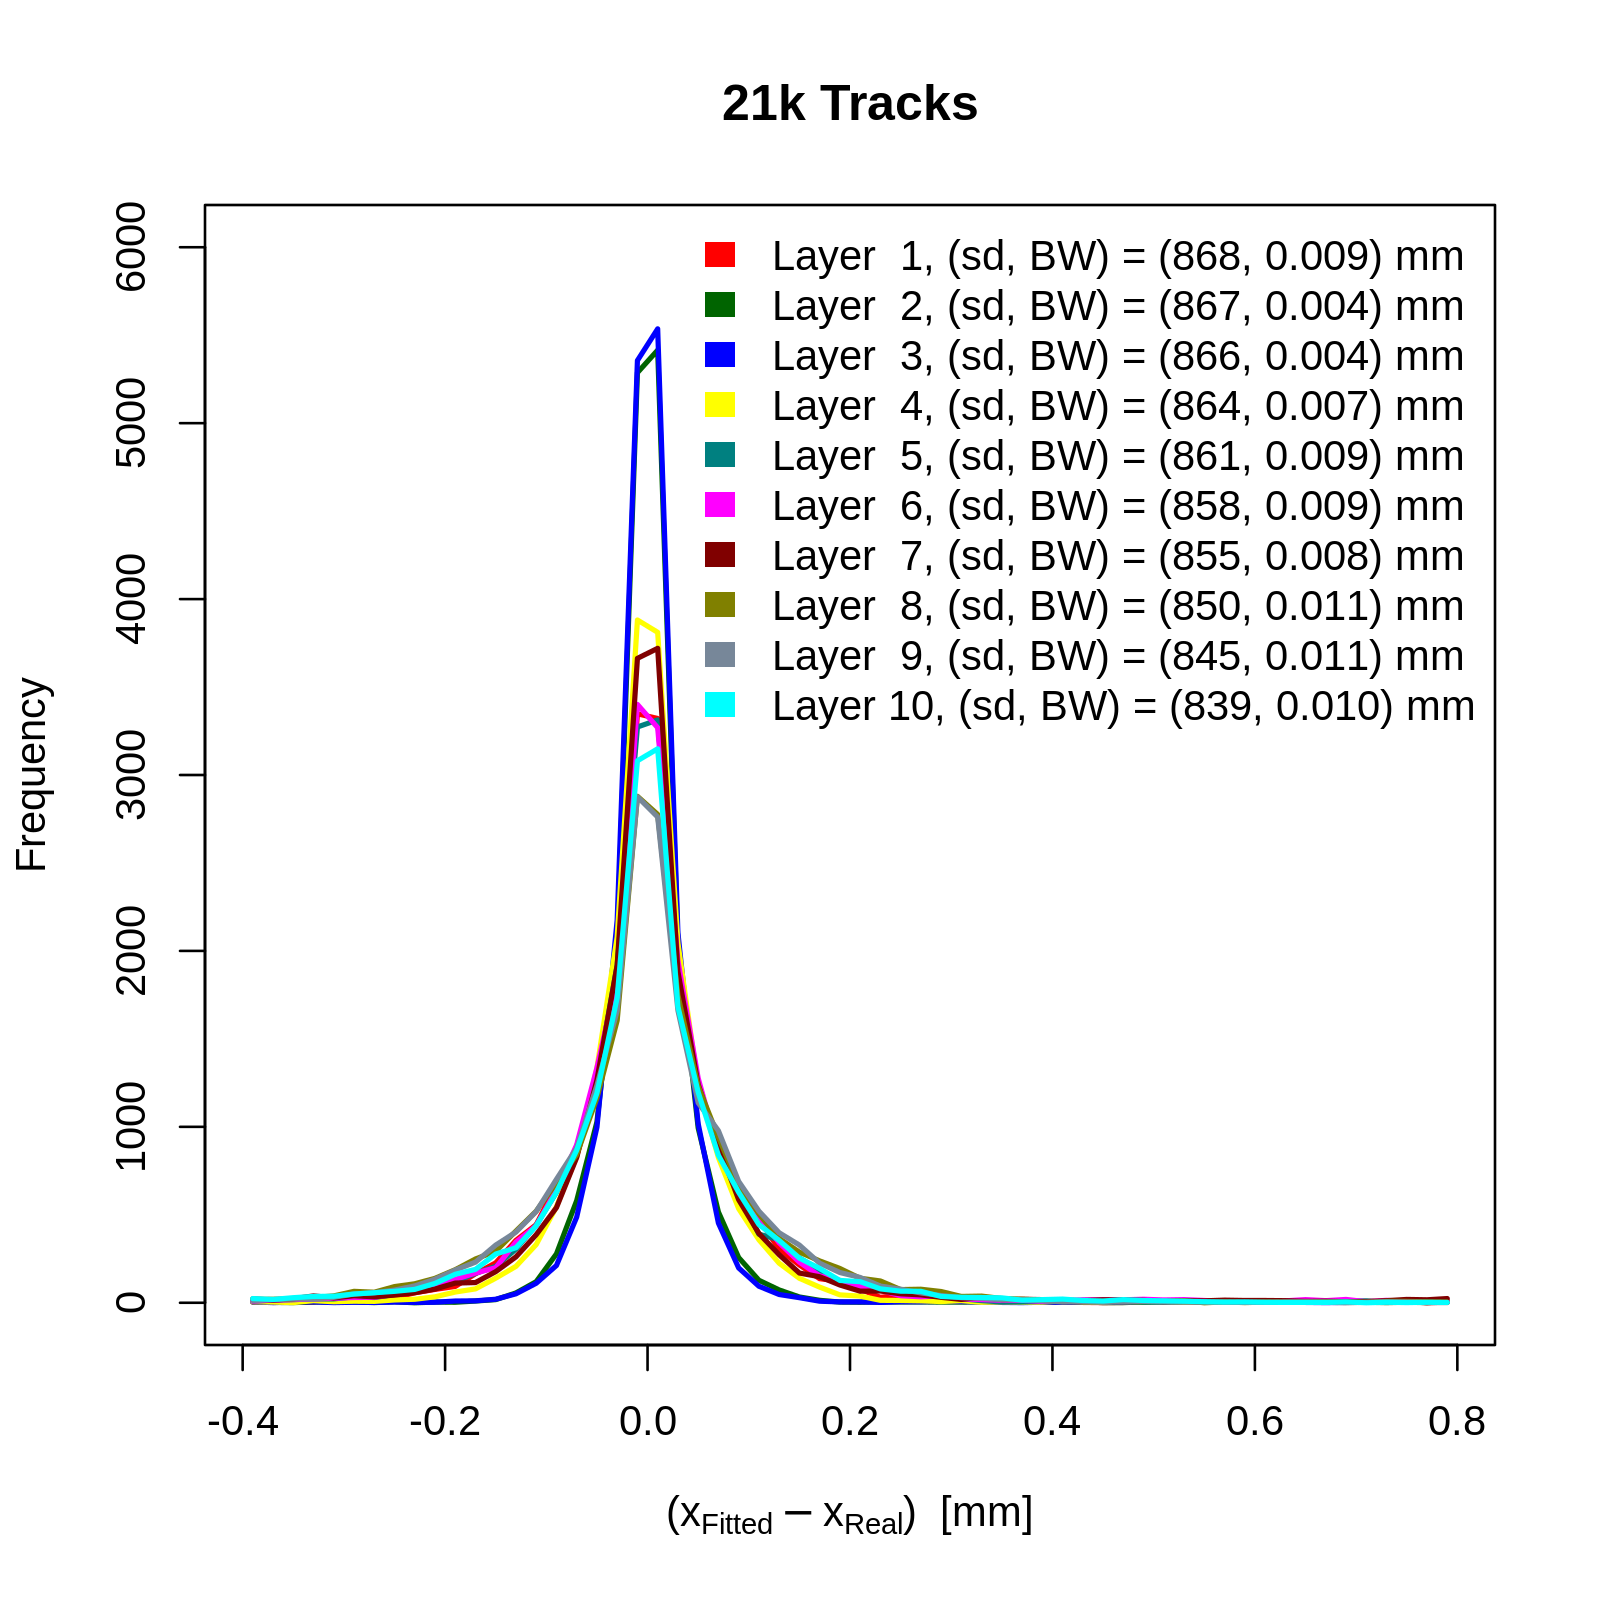 21k Tracks
Frequency
6000
5000
4000
3000
2000
1000
0
Layer 1, (sd, BW) = (868, 0.009) mm
Layer 2, (sd, BW) = (867, 0.004) mm
Layer 3, (sd, BW) = (866, 0.004) mm
Layer 4, (sd, BW) = (864, 0.007) mm
Layer 5, (sd, BW) = (861, 0.009) mm
Layer 6, (sd, BW) = (858, 0.009) mm
Layer 7, (sd, BW) = (855, 0.008) mm
Layer 8, (sd, BW) = (850, 0.011) mm
Layer 9, (sd, BW) = (845, 0.011) mm
Layer 10, (sd, BW) = (839, 0.010) mm
-0.4 -0.2 0.0 0.2 0.4 0.6 0.8
(xFitted − xReal) [mm]